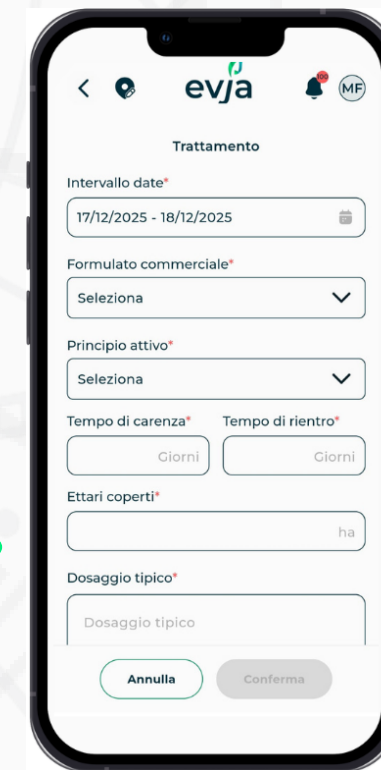 evja
100
MF
Trattamento
Intervallo date*
17/12/2025 - 18/12/2025
Formulato commerciale*
Seleziona
Principio attivo*
Seleziona
Tempo di carenza* Tempo di rientro*
Giorni Giorni
Ettari coperti*
ha
Dosaggio tipico*
Dosaggio tipico
Annulla Conferma